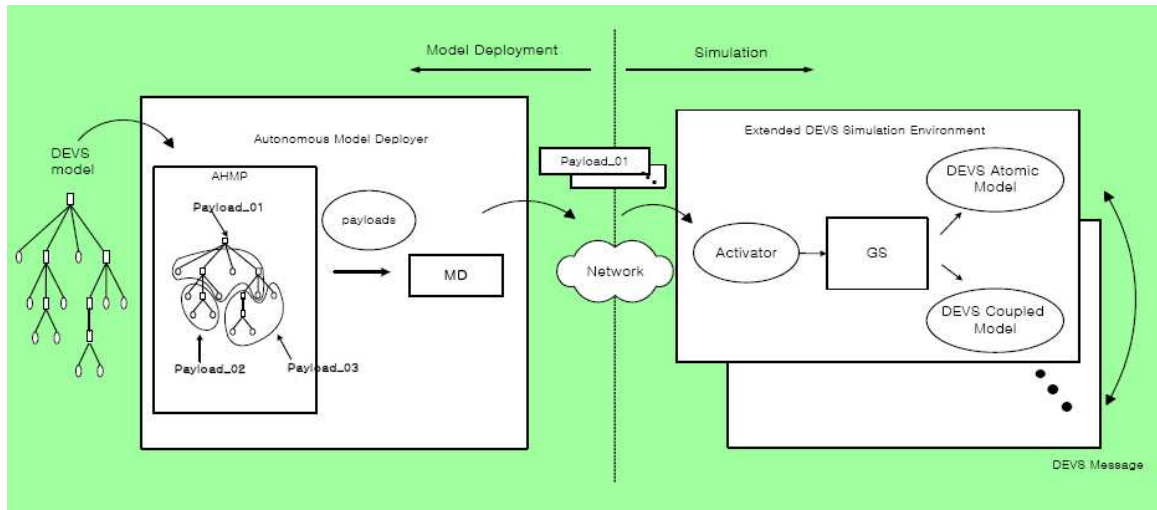 Model Deployment
Simulation
DEVS
model
Autonomous Model Deployer
AHMP
Payload_01
payloads
MD
Payload_02
Payload_03
Payload_01
Network
Extended DEVS Simulation Environment
Activator
GS
DEVS Atomic
Model
DEVS Coupled
Model
DEVS Message